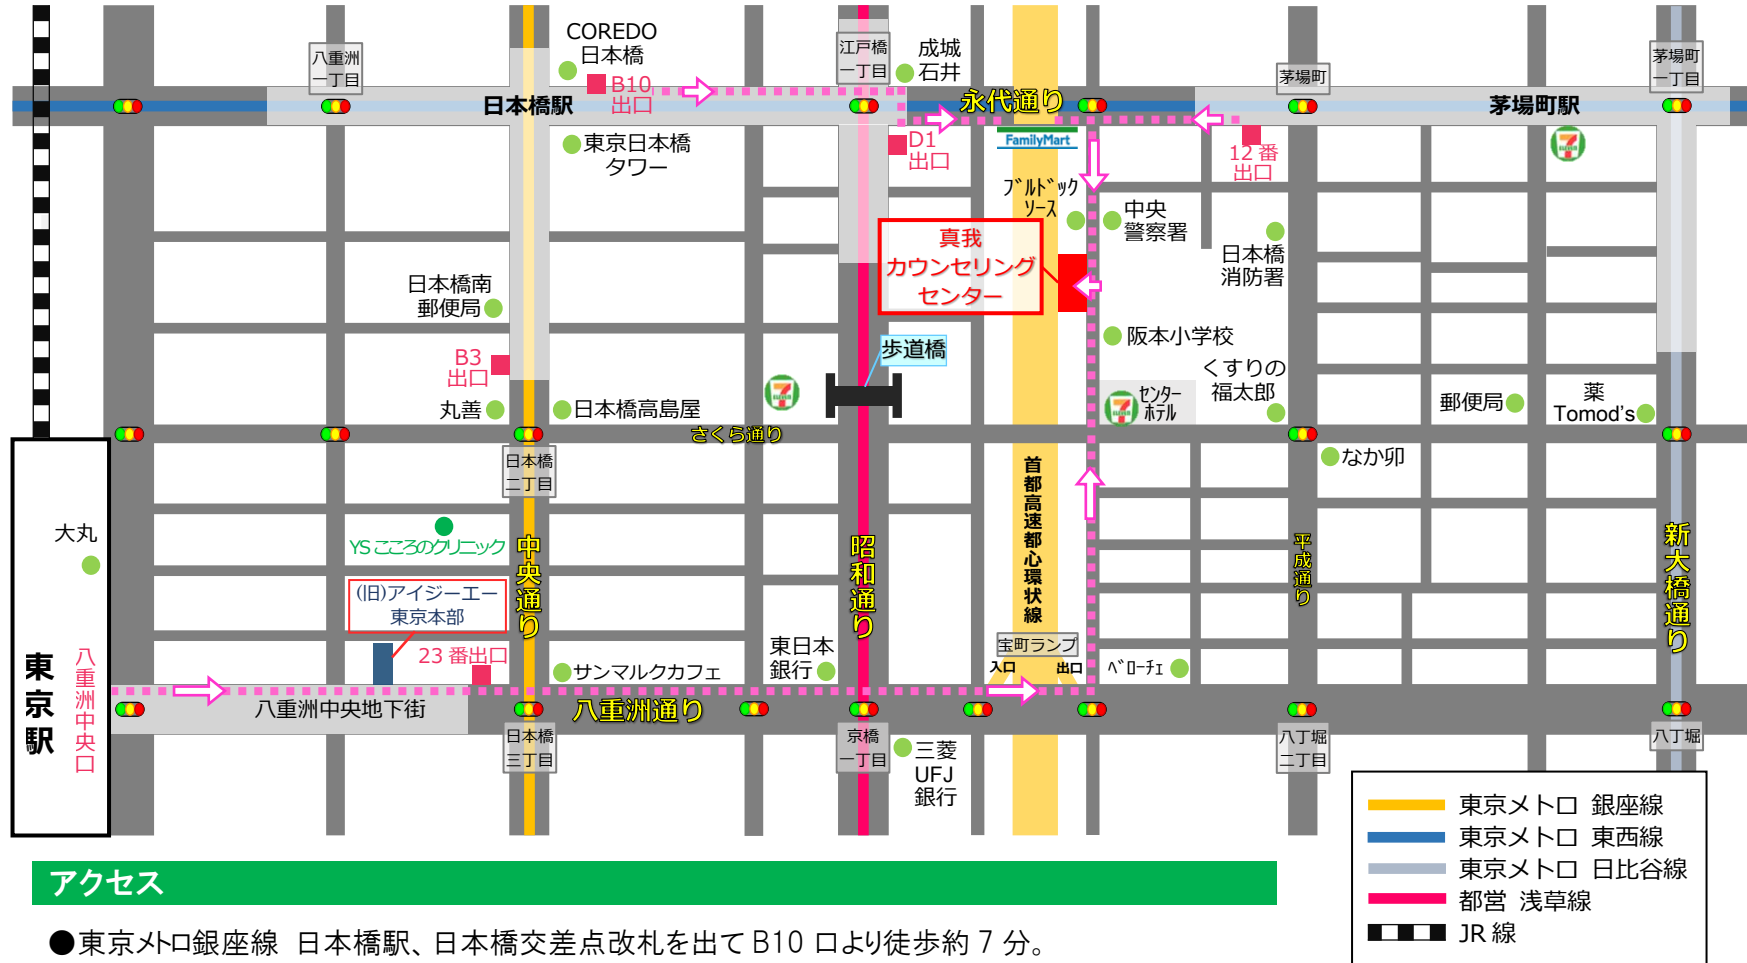 COREDO
日本橋
八重洲
一丁目
B10
出口
江戸橋
一丁目
成城
石井
茅場町
茅場町
一丁目
日本橋駅
永代通り
茅場町駅
東京日本橋
タワー
D1
出口
FamilyMart
12 番
出口
7
ELEVEN
ブルドック
ソース
中央
警察署
真我
カウンセリング
センター
日本橋
消防署
日本橋南
郵便局
歩道橋
阪本小学校
B3
出口
くすりの
福太郎
丸善
日本橋高島屋
7
ELEVEN
7
ELEVEN
センター
ホテル
郵便局
薬
Tomod's
さくら通り
日本橋
二丁目
なか卯
首都高速都心環状線
大丸
YSこころのクリニック
中央通り
昭和通り
平成通り
新大橋通り
(旧)アイジーエー
東京本部
東京駅
八重洲中央口
23 番出口
サンマルクカフェ
東日本
銀行
宝町ランプ
入口
出口
ベローチェ
八重洲中央地下街
八重洲通り
日本橋
三丁目
京橋
一丁目
三菱
UFJ
銀行
八丁堀
二丁目
八丁堀
東京メトロ 銀座線
東京メトロ 東西線
東京メトロ 日比谷線
都営 浅草線
JR 線
アクセス
●東京メトロ銀座線 日本橋駅、日本橋交差点改札を出て B10 口より徒歩約 7 分。